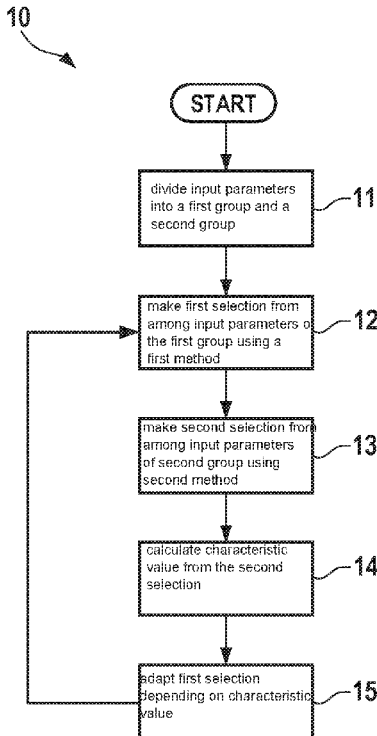 10
START
divide input parameters
into a first group and a
second group
11
make first selection from
among input parameters o
the first group using a
first method
12
make second selection from
among input parameters
of second group using
second method
13
calculate characteristic
value from the second
selection
14
adapt first selection
depending on characteristic
value
15